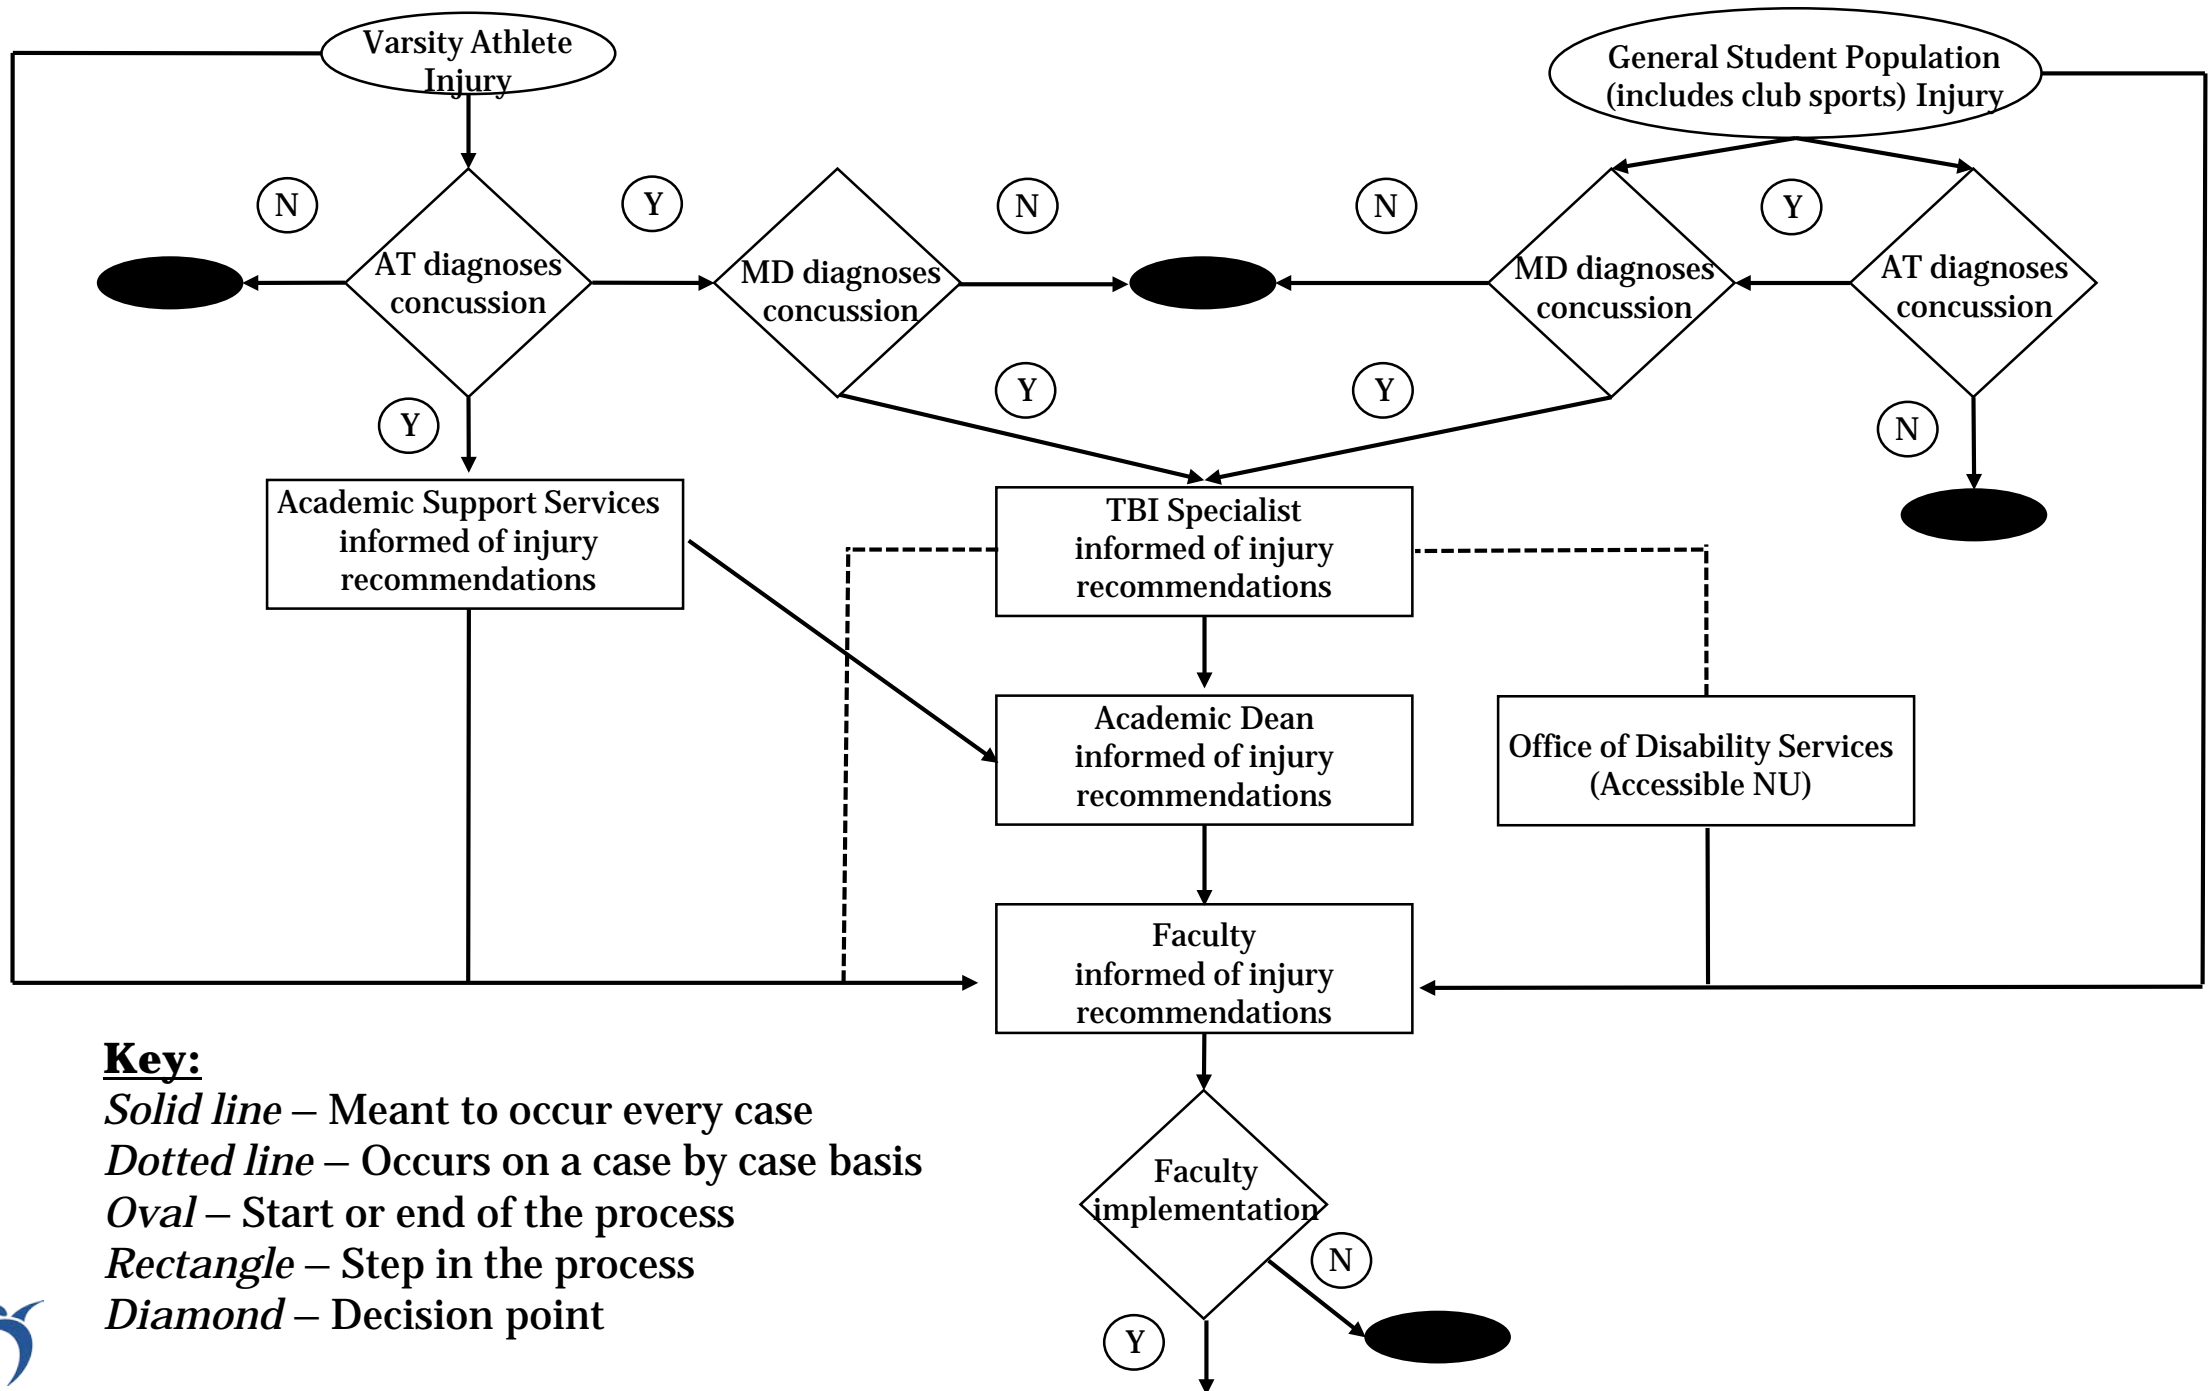 Varsity Athlete
Injury
General Student Population
(includes club sports) Injury
N
Y
N
N
Y
AT diagnoses
concussion
MD diagnoses
concussion
MD diagnoses
concussion
AT diagnoses
concussion
Y
Y
Y
N
Academic Support Services
informed of injury
recommendations
TBI Specialist
informed of injury
recommendations
Academic Dean
informed of injury
recommendations
Office of Disability Services
(Accessible NU)
Faculty
informed of injury
recommendations
Key:
Solid line – Meant to occur every case
Dotted line – Occurs on a case by case basis
Oval – Start or end of the process
Rectangle – Step in the process
Diamond – Decision point
Faculty
implementation
N
Y